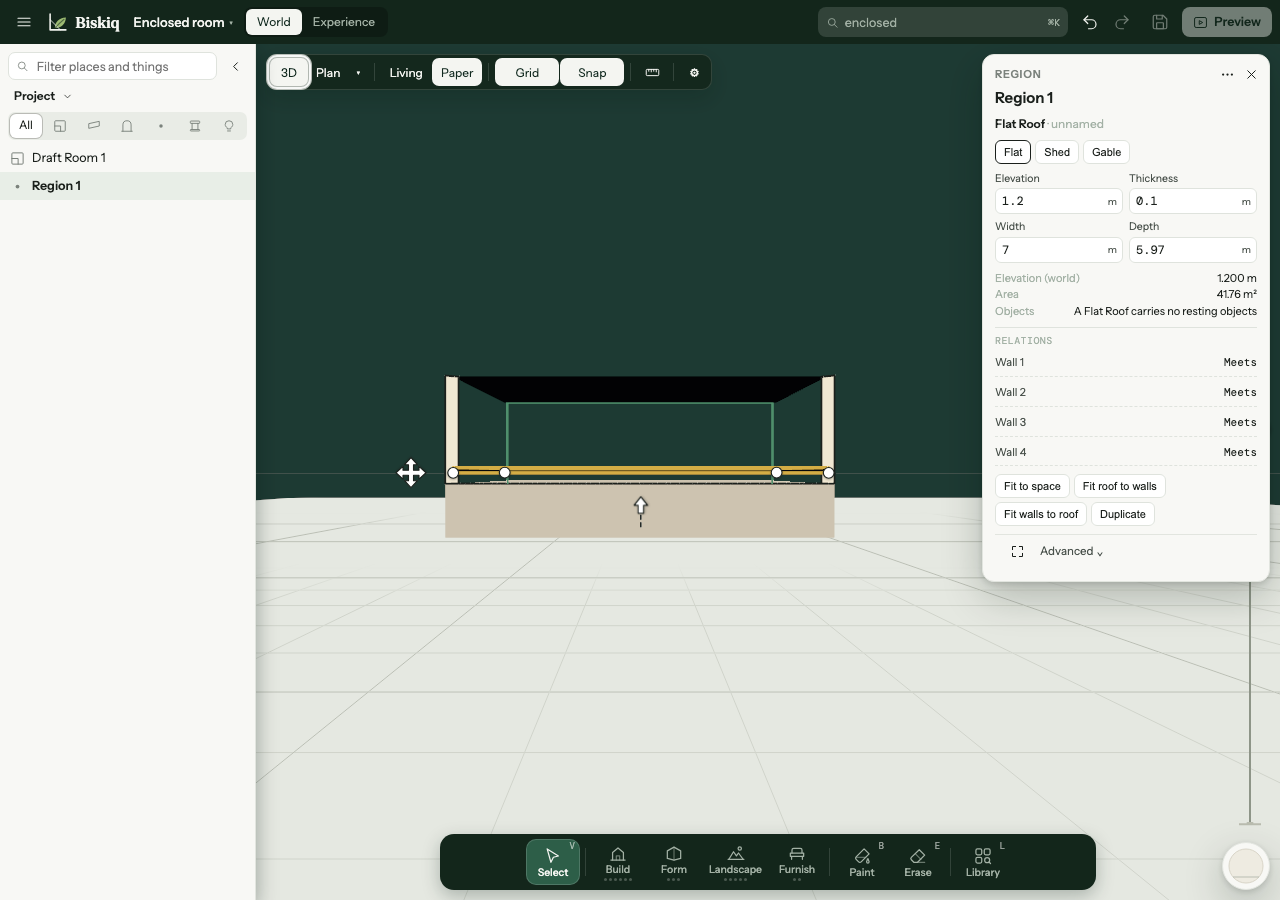 Biskiq
Enclosed room
World
Experience
enclosed
⌘K
Preview
Filter places and things
Project
All
Draft Room 1
Region 1
3D
Plan
Living
Paper
Grid
Snap
REGION
Region 1
Flat Roof · unnamed
Flat
Shed
Gable
Elevation
Thickness
1.2 m
0.1 m
Width
Depth
7 m
5.97 m
Elevation (world) 1.200 m
Area 41.76 m²
Objects A Flat Roof carries no resting objects
RELATIONS
Wall 1 Meets
Wall 2 Meets
Wall 3 Meets
Wall 4 Meets
Fit to space
Fit roof to walls
Fit walls to roof
Duplicate
Advanced
V
Select
Build
Form
Landscape
Furnish
B
Paint
E
Erase
L
Library